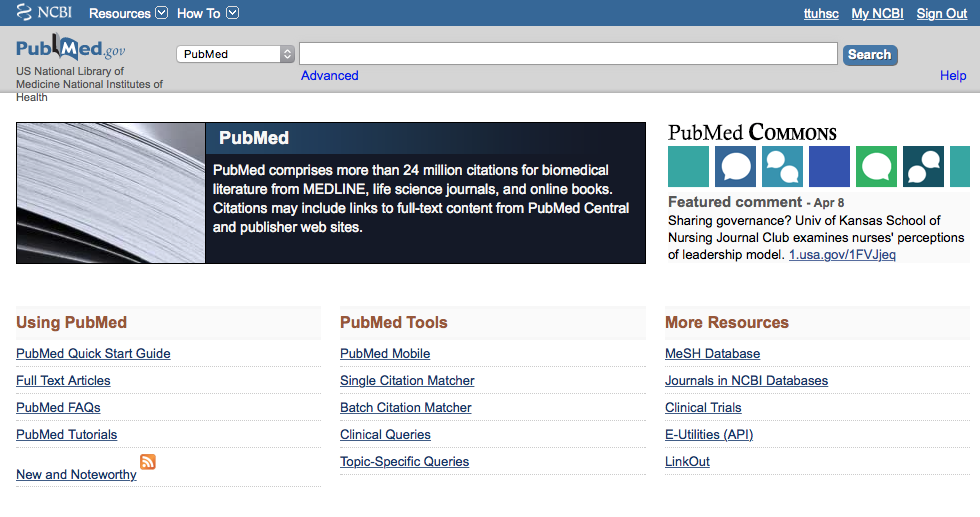 NCBI Resources How To ttuhsc My NCBI Sign Out
PubMed.gov
US National Library of
Medicine National Institutes of
Health
PubMed
Search
Advanced
Help
PubMed
PubMed comprises more than 24 million citations for biomedical
literature from MEDLINE, life science journals, and online books.
Citations may include links to full-text content from PubMed Central
and publisher web sites.
PubMed COMMONS
Featured comment - Apr 8
Sharing governance? Univ of Kansas School of
Nursing Journal Club examines nurses' perceptions
of leadership model. 1.usa.gov/1FVJjeq
Using PubMed
PubMed Quick Start Guide
Full Text Articles
PubMed FAQs
PubMed Tutorials
New and Noteworthy
PubMed Tools
PubMed Mobile
Single Citation Matcher
Batch Citation Matcher
Clinical Queries
Topic-Specific Queries
More Resources
MeSH Database
Journals in NCBI Databases
Clinical Trials
E-Utilities (API)
LinkOut